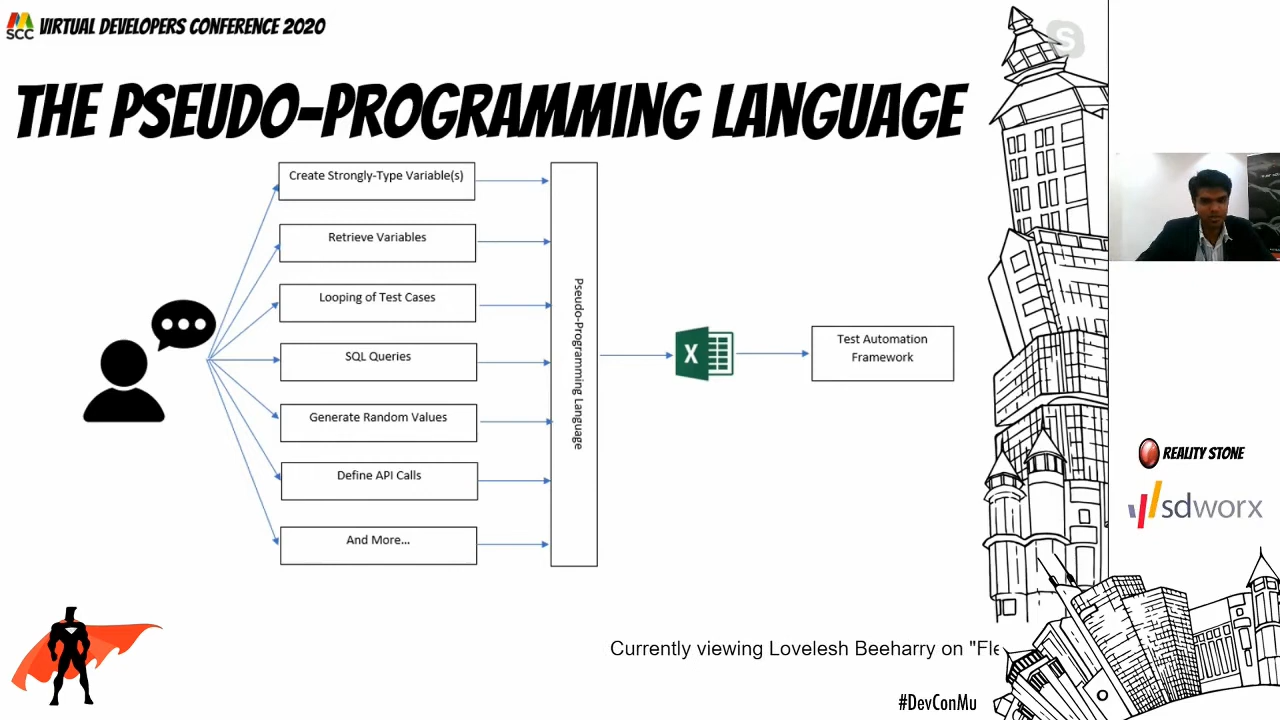 SCC VIRTUAL DEVELOPERS CONFERENCE 2020
THE PSEUDO-PROGRAMMING LANGUAGE
Create Strongly-Type Variable(s)
Retrieve Variables
Looping of Test Cases
SQL Queries
Generate Random Values
Define API Calls
And More...
Pseudo-Programming Language
X
Test Automation
Framework
S
REALITY STONE
sdworx
Currently viewing Lovelesh Beeharry on "Fle
#DevConMu